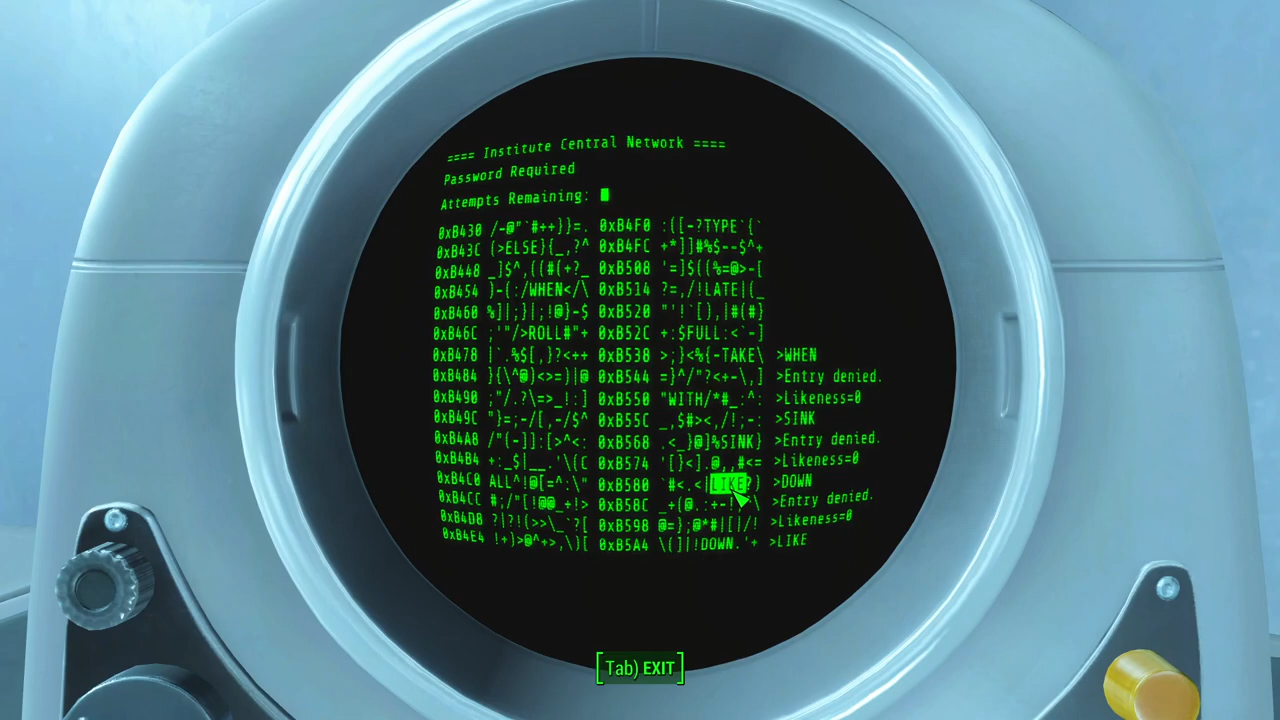 ==== Institute Central Network ====
Password Required
Attempts Remaining: ■
0xB430 /-@"`#++}}=. 0xB4F0 :([-?TYPE`{`
0xB43C (>ELSE}{_,?^ 0xB4FC +*]]#%$--$^+
0xB448 _]$^,((#(+?_ 0xB508 '=]$((%=@>-[
0xB454 }-(:/WHEN</\ 0xB514 ?=,/!LATE|(_
0xB460 %]|;}|;!@}-$ 0xB520 "'!`[),|#(#}
0xB46C ;'"/>ROLL#"+ 0xB52C +:$FULL:<`-]
0xB478 |`.%$[,}?<++ 0xB538 >;}<%{-TAKE\ >WHEN
0xB484 }{\^@)<>=)|@ 0xB544 =}^/"?<+-\,] >Entry denied.
0xB490 ;"/.?\=>_!:] 0xB550 "WITH/*#_:^: >Likeness=0
0xB49C "}=;-/[,-/$^ 0xB55C _,$#><,/!;-: >SINK
0xB4A8 /"(-]]:[>^<: 0xB568 .<_}@]%SINK} >Entry denied.
0xB4B4 +:_$|__.'\(C 0xB574 '[}<].@,,#<= >Likeness=0
0xB4C0 ALL^!@[=^:\" 0xB580 `#<.<|LIKE?) >DOWN
0xB4CC #;/"[!@@_+!> 0xB58C _+(@.:+-! \ >Entry denied.
0xB4D8 ?|?!(>>\_`?[ 0xB598 @=};@*#|[|/! >Likeness=0
0xB4E4 !+)>@^+>,\)[ 0xB5A4 \(]|!DOWN.'+ >LIKE
[Tab) EXIT]